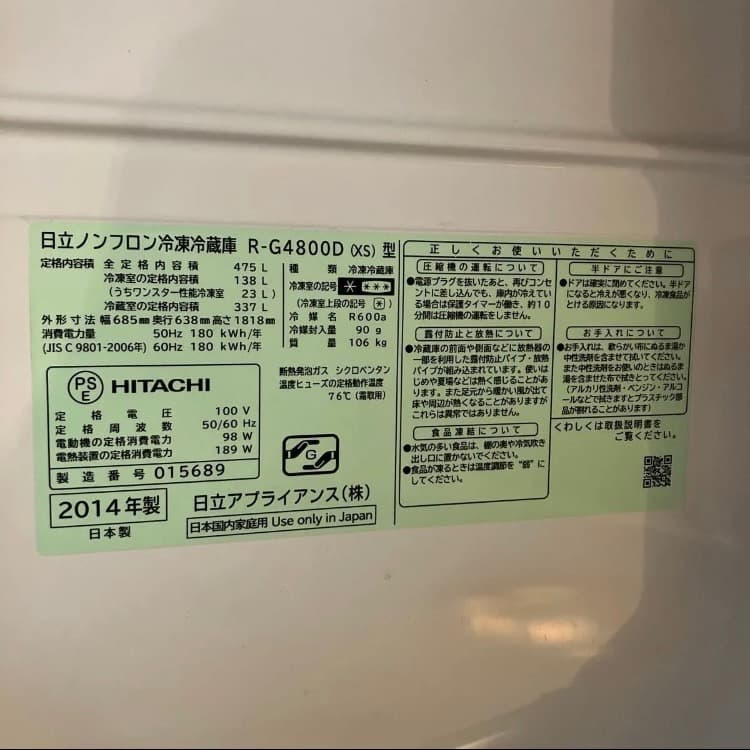 日立ノンフロン冷凍冷蔵庫 R-G4800D (XS) 型
定格内容積 全定格内容積 475 L
冷凍室の定格内容積 138 L
(うちワンスター性能冷凍室 23 L)
冷蔵室の定格内容積 337 L
外形寸法 幅685mm 奥行638mm 高さ1818mm
消費電力量 50Hz 180 kWh/年
(JIS C 9801-2006年) 60Hz 180 kWh/年
種類 冷凍冷蔵庫
冷凍室の記号 * ***
(冷凍室上段の記号 *)
冷媒名 R600a
冷媒封入量 90 g
質量 106 kg
断熱発泡ガス シクロペンタン
温度ヒューズの定格動作温度
76℃ (霜取用)
PS
E
HITACHI
定格電圧 100 V
定格周波数 50/60 Hz
電動機の定格消費電力 98 W
電熱装置の定格消費電力 189 W
製造番号 015689
G
2014年製
日本製
日立アプライアンス(株)
日本国内家庭用 Use only in Japan
正しくお使いいただくために
圧縮機の運転について
●電源プラグを抜いたあと、再びコンセ
ントに差し込んでも、庫内が冷えてい
る場合は保護タイマーが働き、約10
分間は圧縮機の運転をしません。
露付防止と放熱について
●冷蔵庫の前面や側面などに放熱器の
一部を利用した露付防止パイプ・放熱
パイプが組み込まれています。使いは
じめや夏場などは熱く感じることがあ
ります。また足元から暖かい風が出て
床や周辺が熱くなることがありますが
これらは異常ではありません。
食品凍結について
●水気の多い食品は、棚の奥や冷気吹き
出し口に置かないでください。
●食品が凍るときは温度調節を"弱"に
してください。
半ドアにご注意
●ドアは確実に閉めてください。半ドア
になると冷えが悪くなり、冷凍食品が
とける原因になります。
お手入れについて
●お手入れは、軟らかい布にぬるま湯か
中性洗剤を含ませて拭いてください。
また中性洗剤をお使いのときはぬるま
湯を含ませた布で拭きとってください。
(アルカリ性洗剤・ベンジン・アルコ
ールなどで拭きますとプラスチック部
品が割れることがあります)
くわしくは取扱説明書を
ご覧ください。